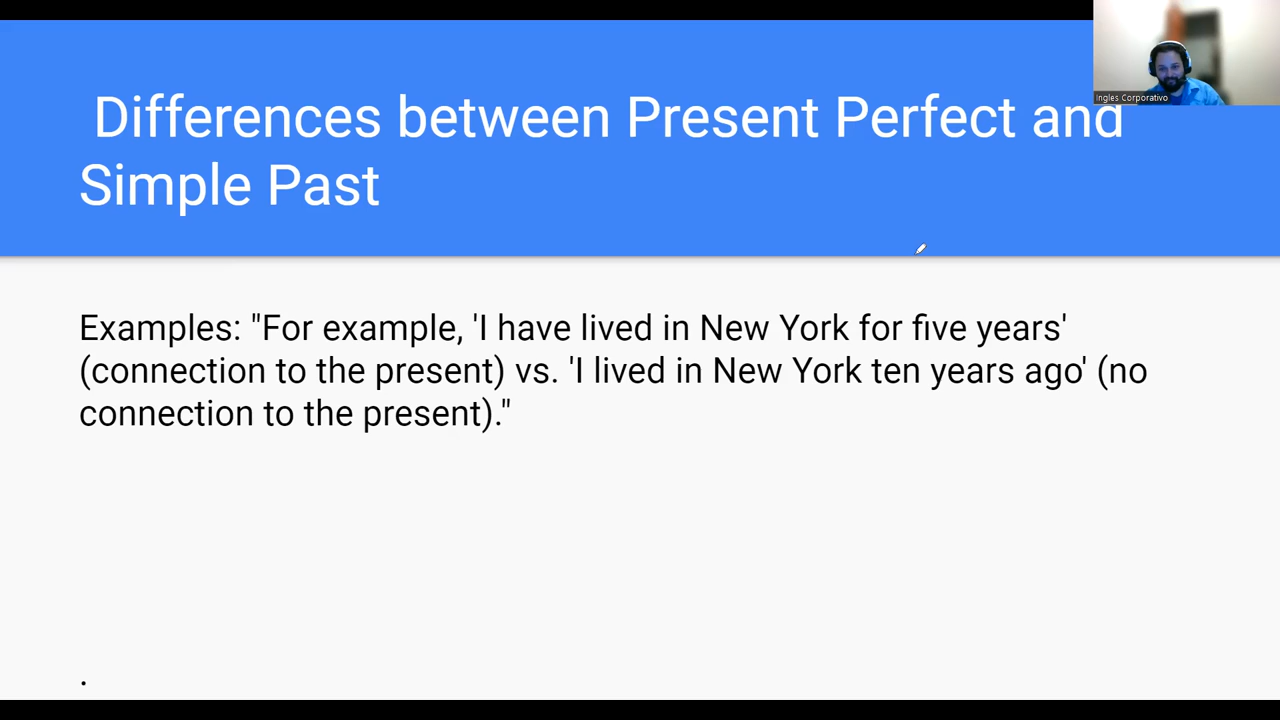 Differences between Present Perfect and
Simple Past
Ingles Corporativo
Examples: "For example, 'I have lived in New York for five years'
(connection to the present) vs. 'I lived in New York ten years ago' (no
connection to the present)."
.